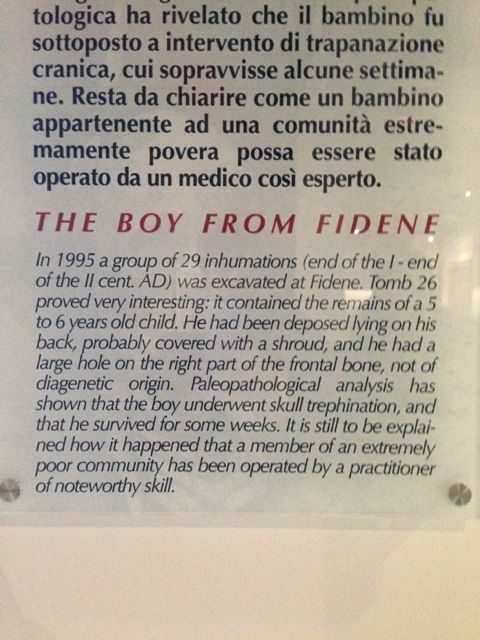 tologica ha rivelato che il bambino fu
sottoposto a intervento di trapanazione
cranica, cui sopravvisse alcune settima-
ne. Resta da chiarire come un bambino
appartenente ad una comunità estre-
mamente povera possa essere stato
operato da un medico così esperto.
THE BOY FROM FIDENE
In 1995 a group of 29 inhumations (end of the I - end
of the II cent. AD) was excavated at Fidene. Tomb 26
proved very interesting: it contained the remains of a 5
to 6 years old child. He had been deposed lying on his
back, probably covered with a shroud, and he had a
large hole on the right part of the frontal bone, not of
diagenetic origin. Paleopathological analysis has
shown that the boy underwent skull trephination, and
that he survived for some weeks. It is still to be explai-
ned how it happened that a member of an extremely
poor community has been operated by a practitioner
of noteworthy skill.